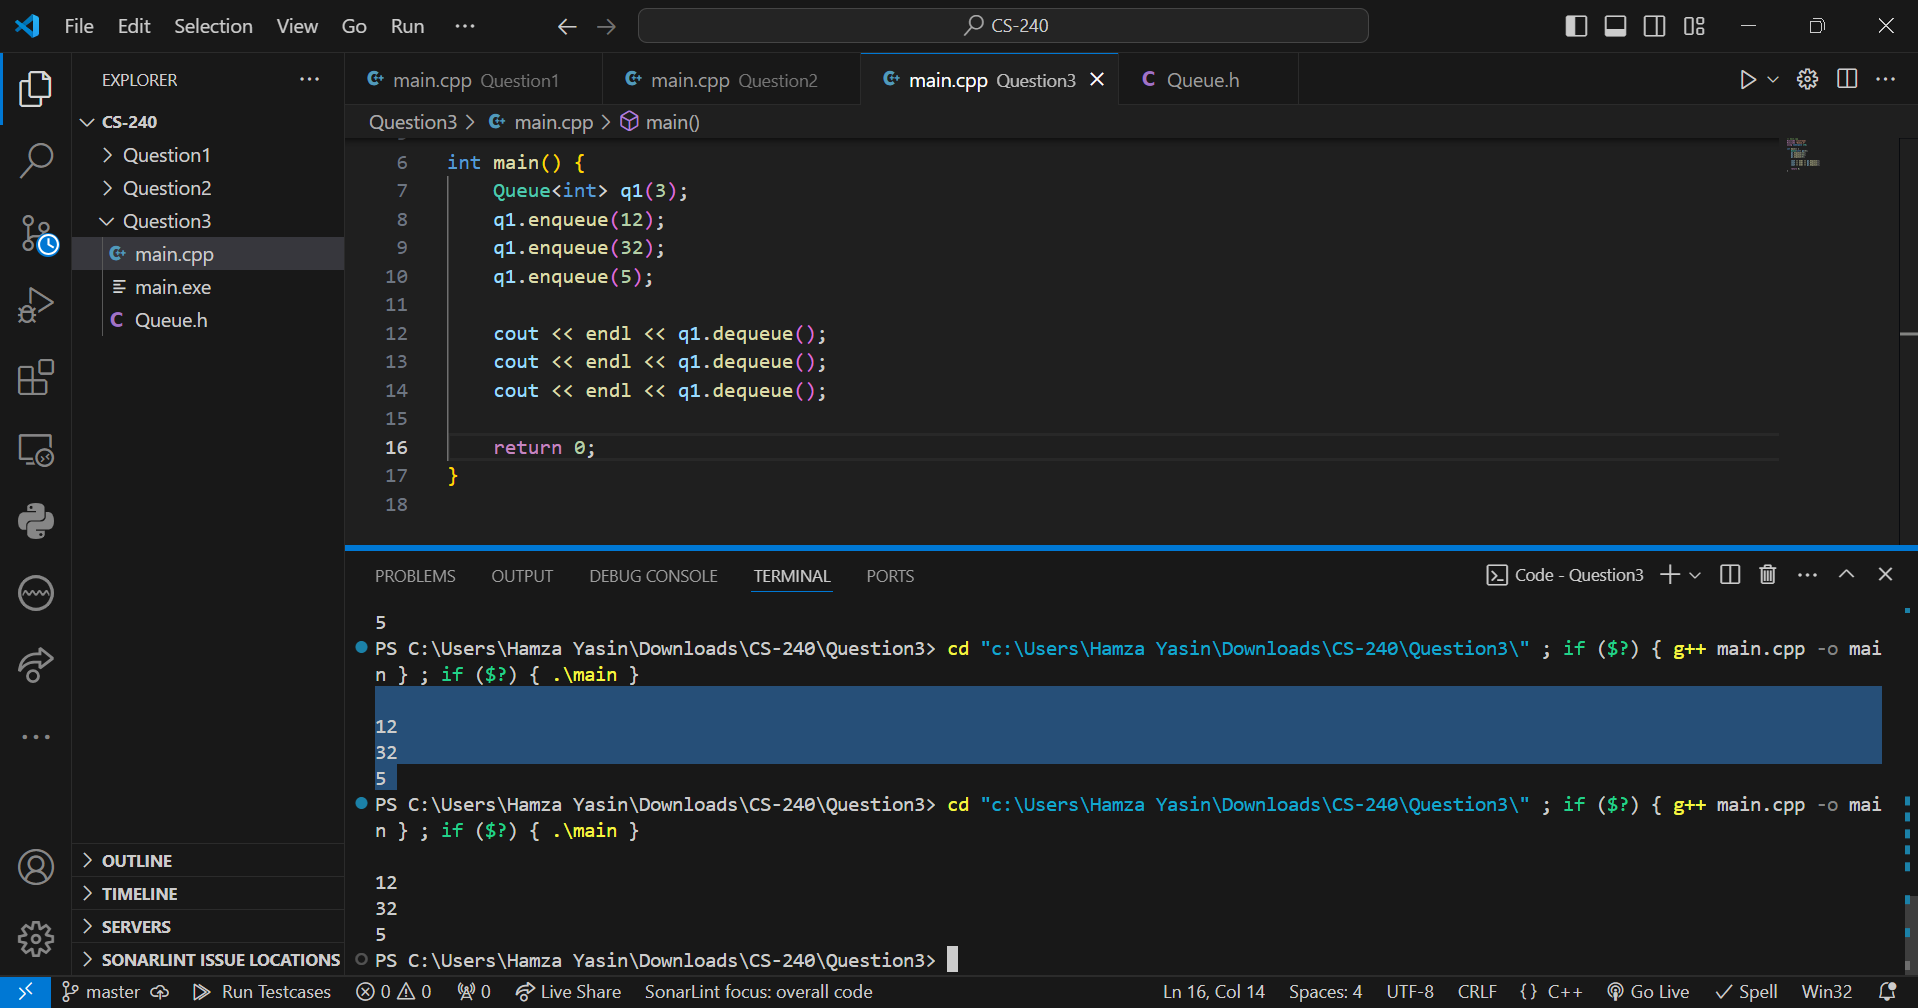 File Edit Selection View Go Run ··· CS-240
EXPLORER ···
CS-240
Question1
Question2
Question3
main.cpp
main.exe
Queue.h
OUTLINE
TIMELINE
SERVERS
SONARLINT ISSUE LOCATIONS
main.cpp Question1 main.cpp Question2 main.cpp Question3 Queue.h
Question3 > main.cpp > main()
6 int main() {
7 Queue<int> q1(3);
8 q1.enqueue(12);
9 q1.enqueue(32);
10 q1.enqueue(5);
11
12 cout << endl << q1.dequeue();
13 cout << endl << q1.dequeue();
14 cout << endl << q1.dequeue();
15
16 return 0;
17 }
18
PROBLEMS OUTPUT DEBUG CONSOLE TERMINAL PORTS Code - Question3
5
PS C:\Users\Hamza Yasin\Downloads\CS-240\Question3> cd "c:\Users\Hamza Yasin\Downloads\CS-240\Question3\" ; if ($?) { g++ main.cpp -o mai
n } ; if ($?) { .\main }
12
32
5
PS C:\Users\Hamza Yasin\Downloads\CS-240\Question3> cd "c:\Users\Hamza Yasin\Downloads\CS-240\Question3\" ; if ($?) { g++ main.cpp -o mai
n } ; if ($?) { .\main }
12
32
5
PS C:\Users\Hamza Yasin\Downloads\CS-240\Question3>
master Run Testcases 0 0 0 Live Share SonarLint focus: overall code Ln 16, Col 14 Spaces: 4 UTF-8 CRLF {} C++ Go Live Spell Win32